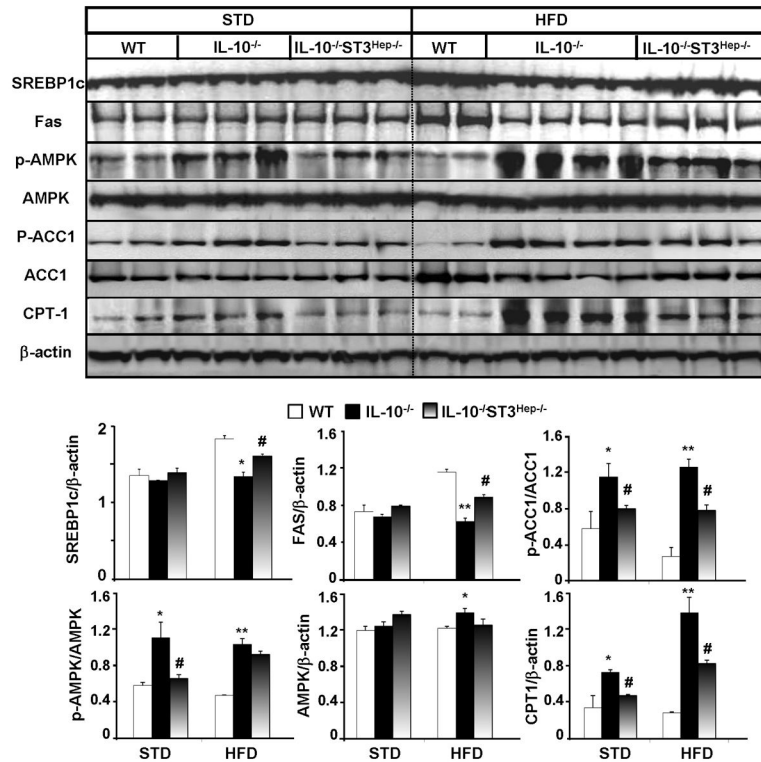 STD HFD
WT IL-10-/- IL-10-/-ST3Hep-/- WT IL-10-/- IL-10-/-ST3Hep-/-
SREBP1c
Fas
p-AMPK
AMPK
P-ACC1
ACC1
CPT-1
β-actin
WT IL-10-/- IL-10-/ST3Hep-/-
SREBP1c/β-actin
2
1
0
* #
FAS/β-actin
1.6
1.2
0.8
0.4
0
** #
p-ACC1/ACC1
1.6
1.2
0.8
0.4
0
* # ** #
p-AMPK/AMPK
1.6
1.2
0.8
0.4
0
* # **
STD HFD
AMPK/β-actin
1.6
1.2
0.8
0.4
0
*
STD HFD
CPT1/β-actin
1.6
1.2
0.8
0.4
0
* # ** #
STD HFD